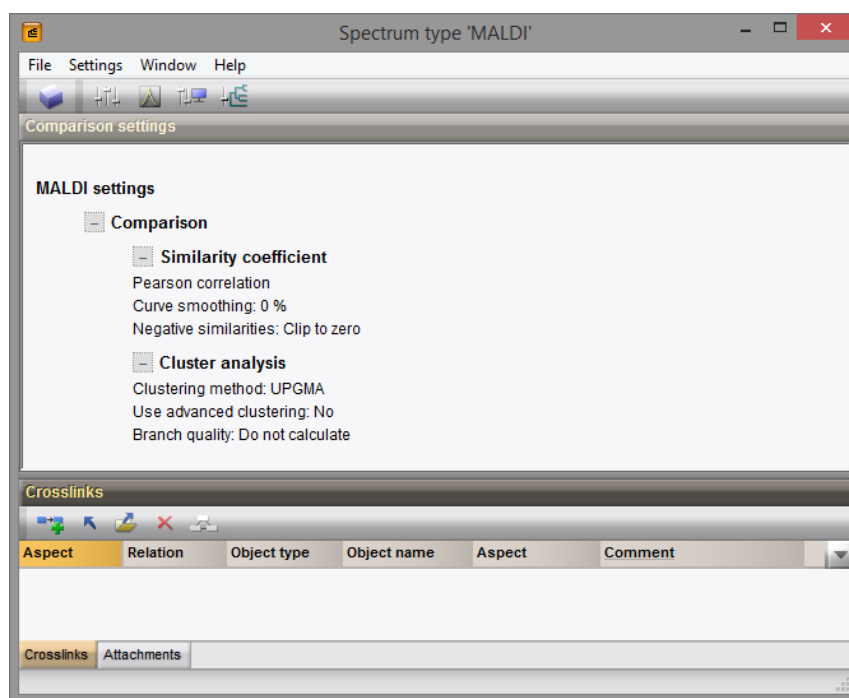 Spectrum type 'MALDI'
File Settings Window Help
Comparison settings
MALDI settings
Comparison
Similarity coefficient
Pearson correlation
Curve smoothing: 0 %
Negative similarities: Clip to zero
Cluster analysis
Clustering method: UPGMA
Use advanced clustering: No
Branch quality: Do not calculate
Crosslinks
Aspect Relation Object type Object name Aspect Comment
Crosslinks Attachments